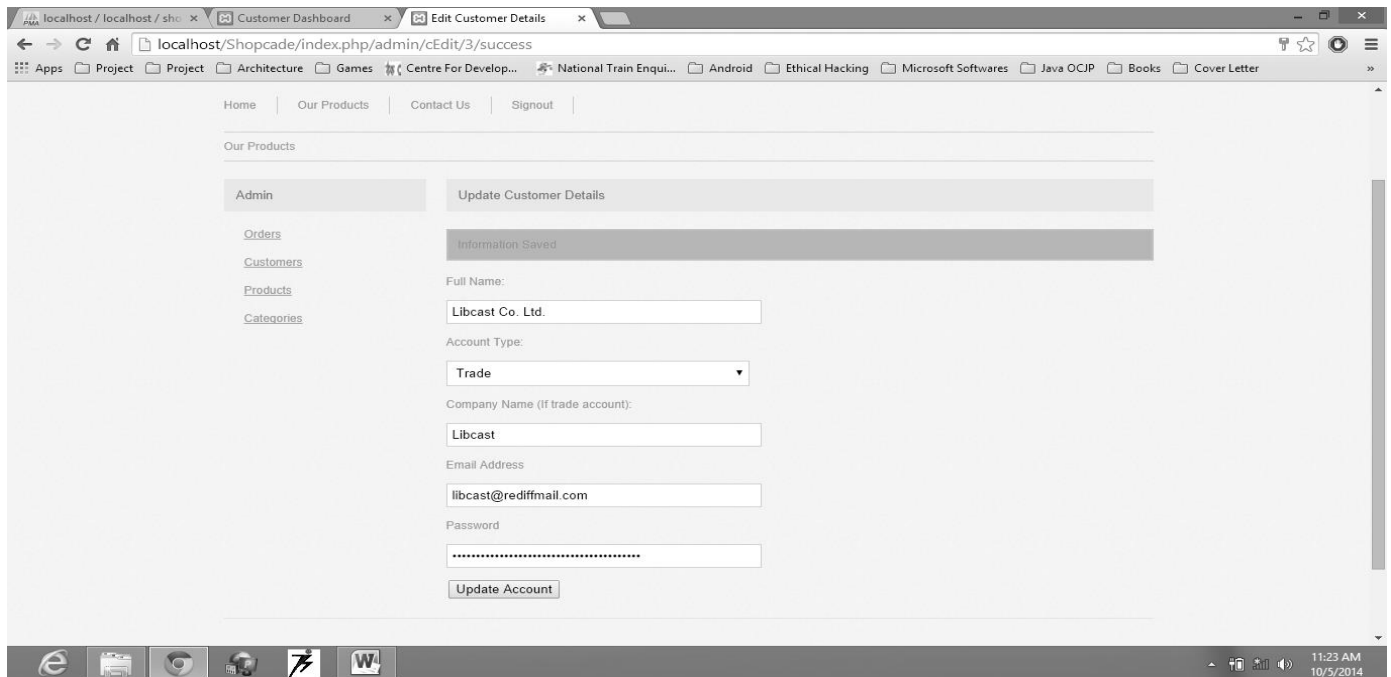 localhost / localhost / sho
Customer Dashboard
Edit Customer Details
localhost/Shopcade/index.php/admin/cEdit/3/success
Apps Project Project Architecture Games Centre For Develop... National Train Enqui... Android Ethical Hacking Microsoft Softwares Java OCJP Books Cover Letter »
Home Our Products Contact Us Signout
Our Products
Admin
Orders
Customers
Products
Categories
Update Customer Details
Information Saved
Full Name:
Libcast Co. Ltd.
Account Type:
Trade
Company Name (If trade account):
Libcast
Email Address
libcast@rediffmail.com
Password
Update Account
11:23 AM
10/5/2014